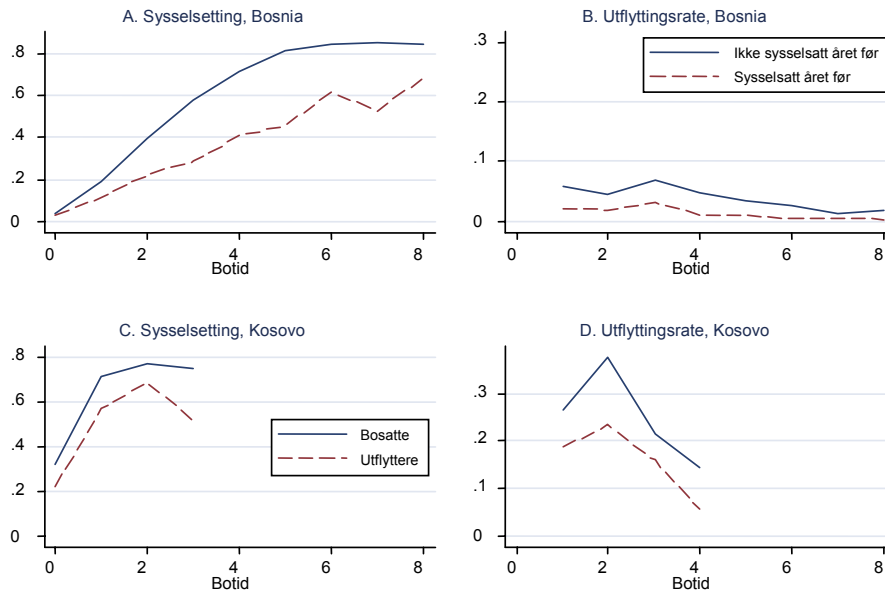 A. Sysselsetting, Bosnia
.8
.6
.4
.2
0
0 2 4 6 8
Botid
B. Utflyttingsrate, Bosnia
.3
.2
.1
0
Ikke sysselsatt året før
Sysselsatt året før
0 2 4 6 8
Botid
C. Sysselsetting, Kosovo
.8
.6
.4
.2
0
Bosatte
Utflyttere
0 2 4 6 8
Botid
D. Utflyttingsrate, Kosovo
.3
.2
.1
0
0 2 4 6 8
Botid